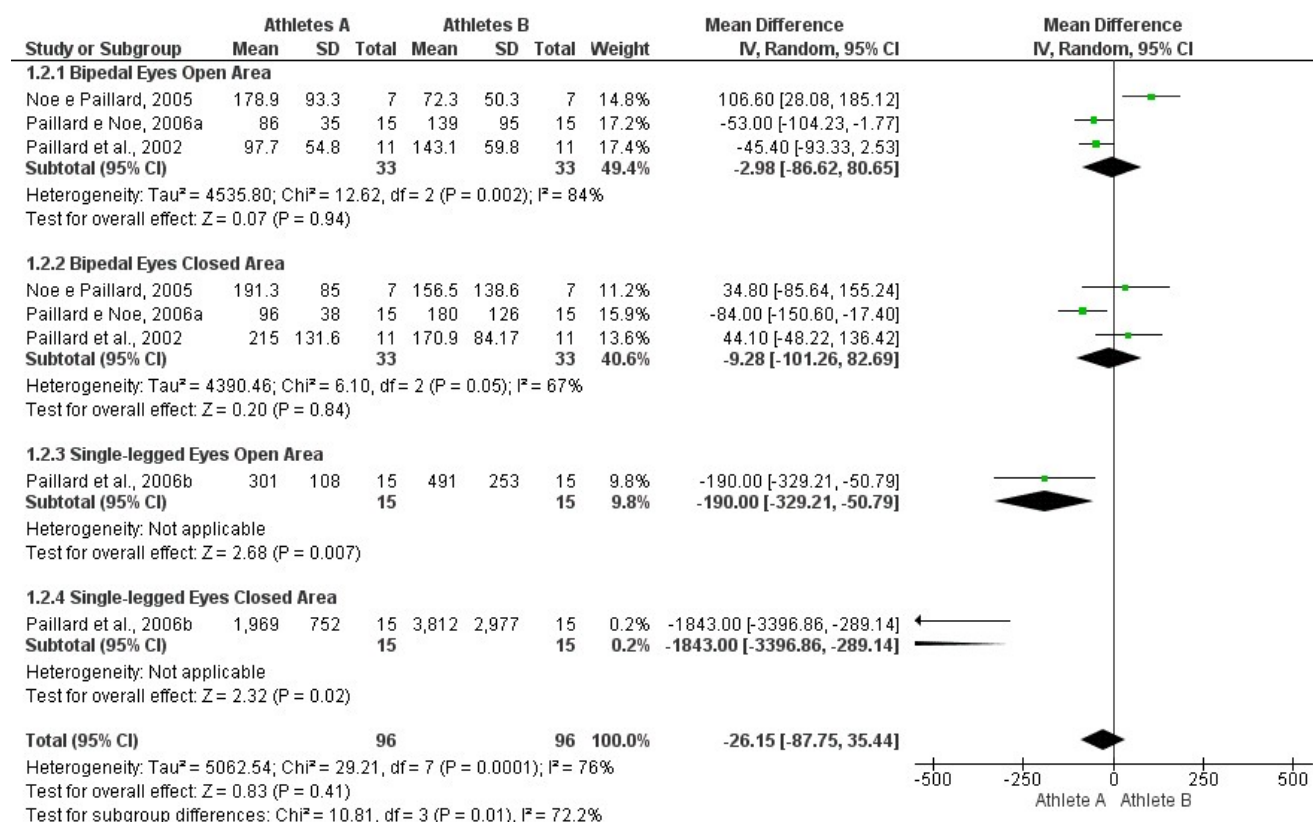 Athletes A Athletes B Mean Difference Mean Difference
Study or Subgroup Mean SD Total Mean SD Total Weight IV, Random, 95% CI IV, Random, 95% CI
1.2.1 Bipedal Eyes Open Area
Noe e Paillard, 2005 178.9 93.3 7 72.3 50.3 7 14.8% 106.60 [28.08, 185.12]
Paillard e Noe, 2006a 86 35 15 139 95 15 17.2% -53.00 [-104.23, -1.77]
Paillard et al., 2002 97.7 54.8 11 143.1 59.8 11 17.4% -45.40 [-93.33, 2.53]
Subtotal (95% CI) 33 33 49.4% -2.98 [-86.62, 80.65]
Heterogeneity: Tau² = 4535.80; Chi² = 12.62, df = 2 (P = 0.002); I² = 84%
Test for overall effect: Z = 0.07 (P = 0.94)
1.2.2 Bipedal Eyes Closed Area
Noe e Paillard, 2005 191.3 85 7 156.5 138.6 7 11.2% 34.80 [-85.64, 155.24]
Paillard e Noe, 2006a 96 38 15 180 126 15 15.9% -84.00 [-150.60, -17.40]
Paillard et al., 2002 215 131.6 11 170.9 84.17 11 13.6% 44.10 [-48.22, 136.42]
Subtotal (95% CI) 33 33 40.6% -9.28 [-101.26, 82.69]
Heterogeneity: Tau² = 4390.46; Chi² = 6.10, df = 2 (P = 0.05); I² = 67%
Test for overall effect: Z = 0.20 (P = 0.84)
1.2.3 Single-legged Eyes Open Area
Paillard et al., 2006b 301 108 15 491 253 15 9.8% -190.00 [-329.21, -50.79]
Subtotal (95% CI) 15 15 9.8% -190.00 [-329.21, -50.79]
Heterogeneity: Not applicable
Test for overall effect: Z = 2.68 (P = 0.007)
1.2.4 Single-legged Eyes Closed Area
Paillard et al., 2006b 1,969 752 15 3,812 2,977 15 0.2% -1843.00 [-3396.86, -289.14]
Subtotal (95% CI) 15 15 0.2% -1843.00 [-3396.86, -289.14]
Heterogeneity: Not applicable
Test for overall effect: Z = 2.32 (P = 0.02)
Total (95% CI) 96 96 100.0% -26.15 [-87.75, 35.44]
Heterogeneity: Tau² = 5062.54; Chi² = 29.21, df = 7 (P = 0.0001); I² = 76%
Test for overall effect: Z = 0.83 (P = 0.41)
Test for subgroup differences: Chi² = 10.81, df = 3 (P = 0.01), I² = 72.2%
-500 -250 0 250 500
Athlete A Athlete B